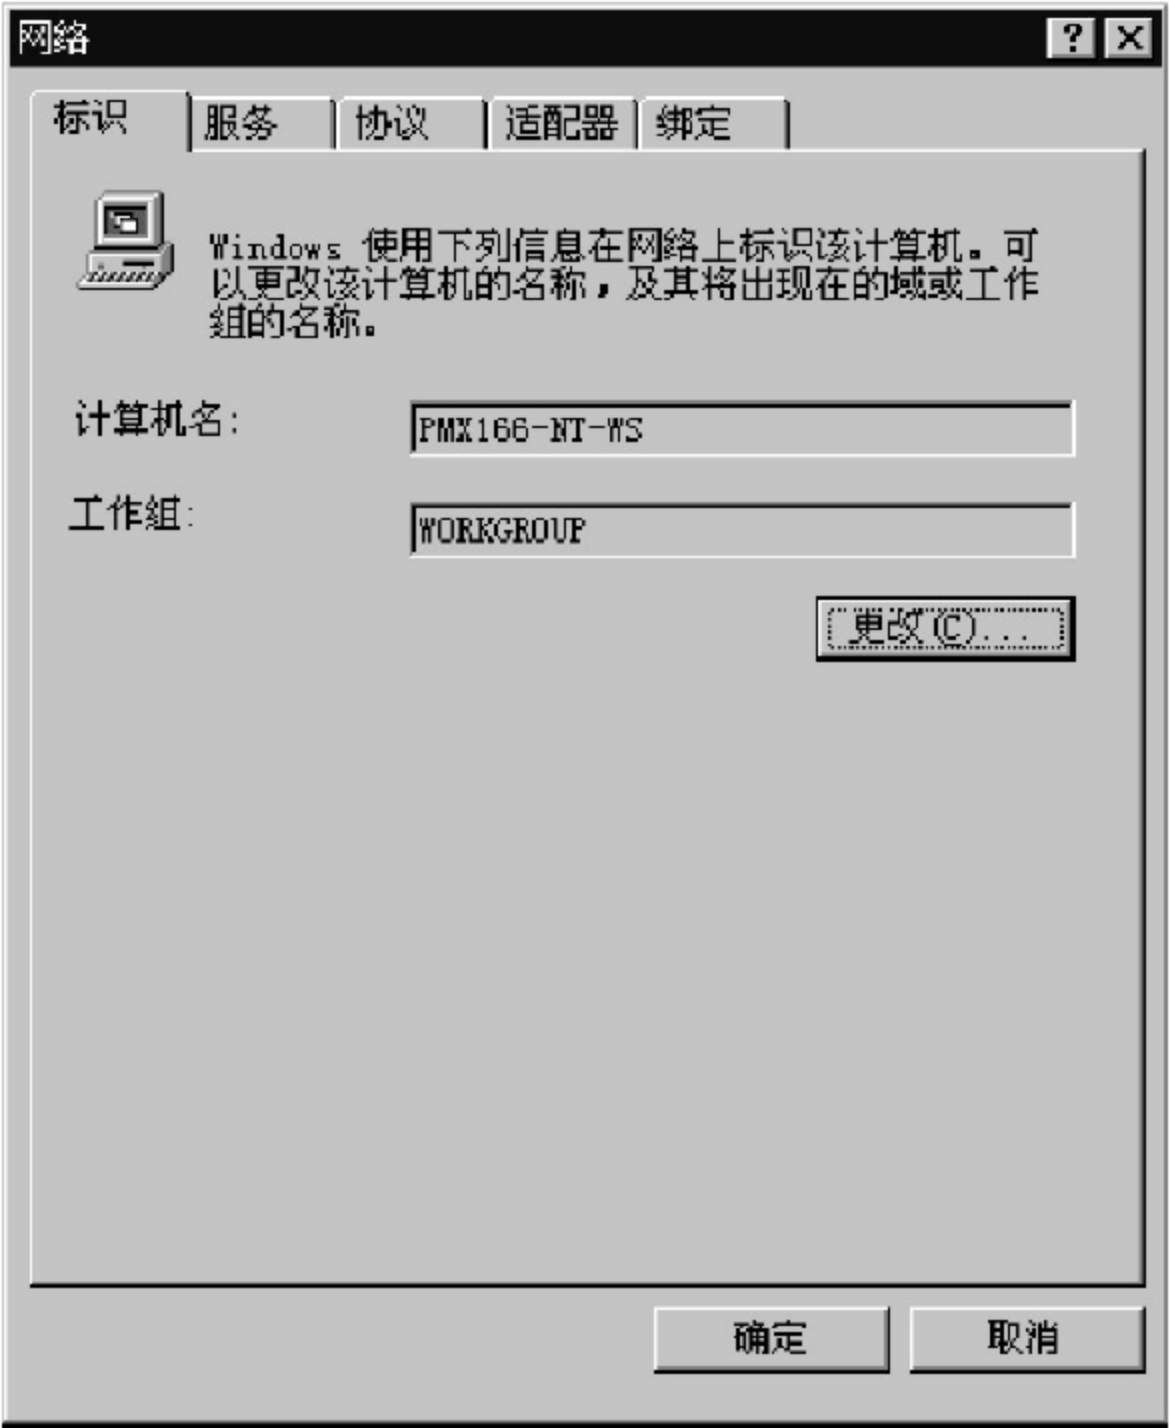 网络
标识 服务 协议 适配器 绑定
Windows 使用下列信息在网络上标识该计算机。可
以更改该计算机的名称，及其将出现在的域或工作
组的名称。
计算机名: PMX166-NT-WS
工作组: WORKGROUP
更改(C)...
确定 取消